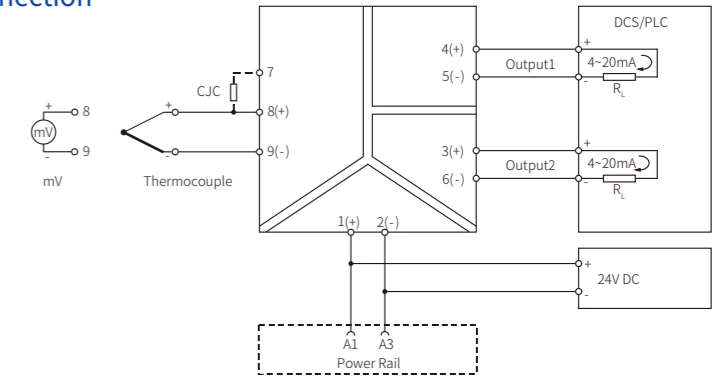 DCS/PLC
4(+)
Output1
+
4~20mA
5(-)
-
RL
7
CJC
+
8
+
8(+)
mV
-
9
-
9(-)
mV
Thermocouple
3(+)
Output2
+
4~20mA
6(-)
-
RL
1(+)
2(-)
+
24V DC
-
A1
A3
Power Rail